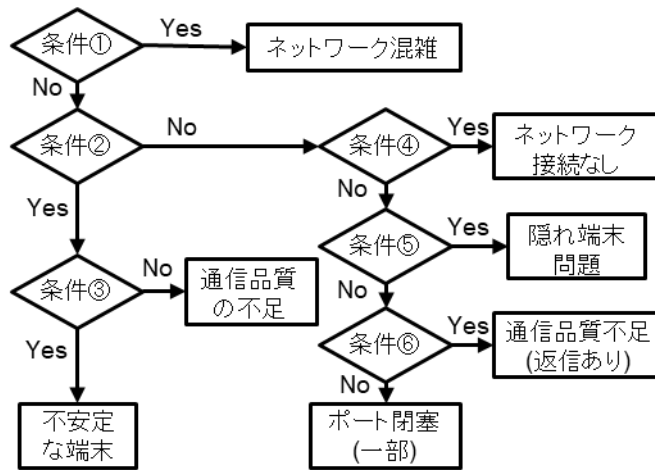 条件①
Yes
ネットワーク混雑
No
条件②
No
条件④
Yes
ネットワーク
接続なし
Yes
No
条件⑤
Yes
隠れ端末
問題
条件③
No
通信品質
の不足
No
条件⑥
Yes
通信品質不足
(返信あり)
Yes
No
不安定
な端末
ポート閉塞
(一部)